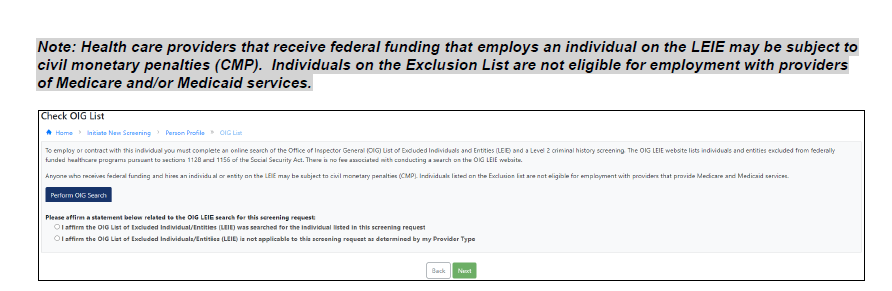 Note: Health care providers that receive federal funding that employs an individual on the LEIE may be subject to
civil monetary penalties (CMP).  Individuals on the Exclusion List are not eligible for employment with providers
of Medicare and/or Medicaid services.
Check OIG List
Home > Initiate New Screening > Person Profile > OIG List
To employ or contract with this individual you must complete an online search of the Office of Inspector General (OIG) List of Excluded Individuals and Entities (LEIE) and a Level 2 criminal history screening. The OIG LEIE website lists individuals and entities excluded from federally
funded healthcare programs pursuant to sections 1128 and 1156 of the Social Security Act. There is no fee associated with conducting a search on the OIG LEIE website.
Anyone who receives federal funding and hires an individual or entity on the LEIE may be subject to civil monetary penalties (CMP). Individuals listed on the Exclusion list are not eligible for employment with providers that provide Medicare and Medicaid services.
Perform OIG Search
Please affirm a statement below related to the OIG LEIE search for this screening request:
I affirm the OIG List of Excluded Individual/Entities (LEIE) was searched for the individual listed in this screening request
I affirm the OIG List of Excluded Individuals/Entities (LEIE) is not applicable to this screening request as determined by my Provider Type
Back Next